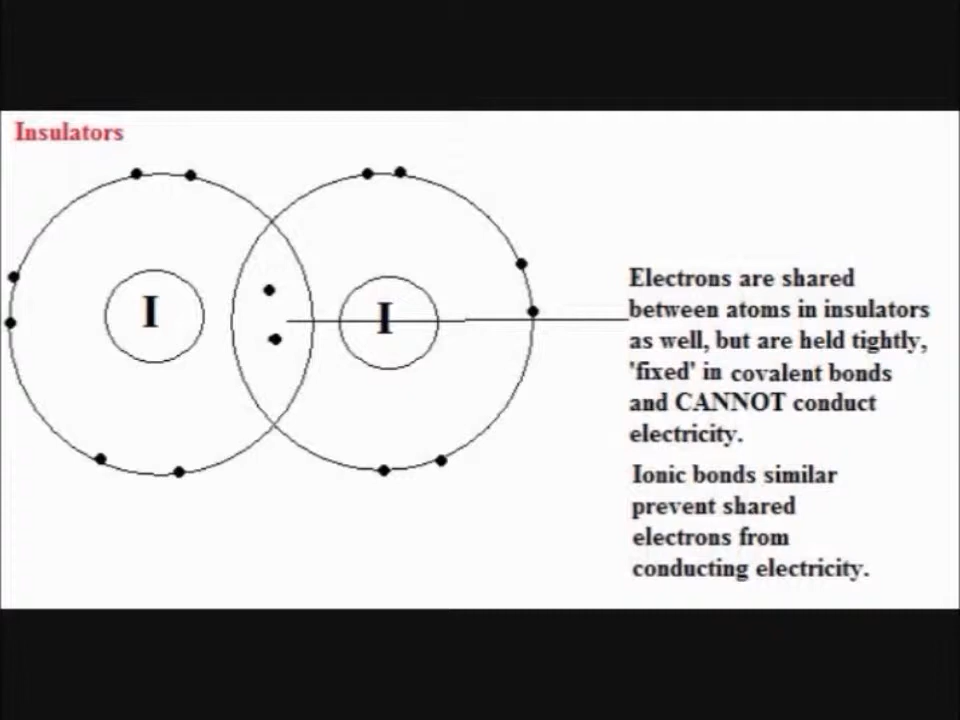 Insulators
I
I
Electrons are shared
between atoms in insulators
as well, but are held tightly,
'fixed' in covalent bonds
and CANNOT conduct
electricity.
Ionic bonds similar
prevent shared
electrons from
conducting electricity.